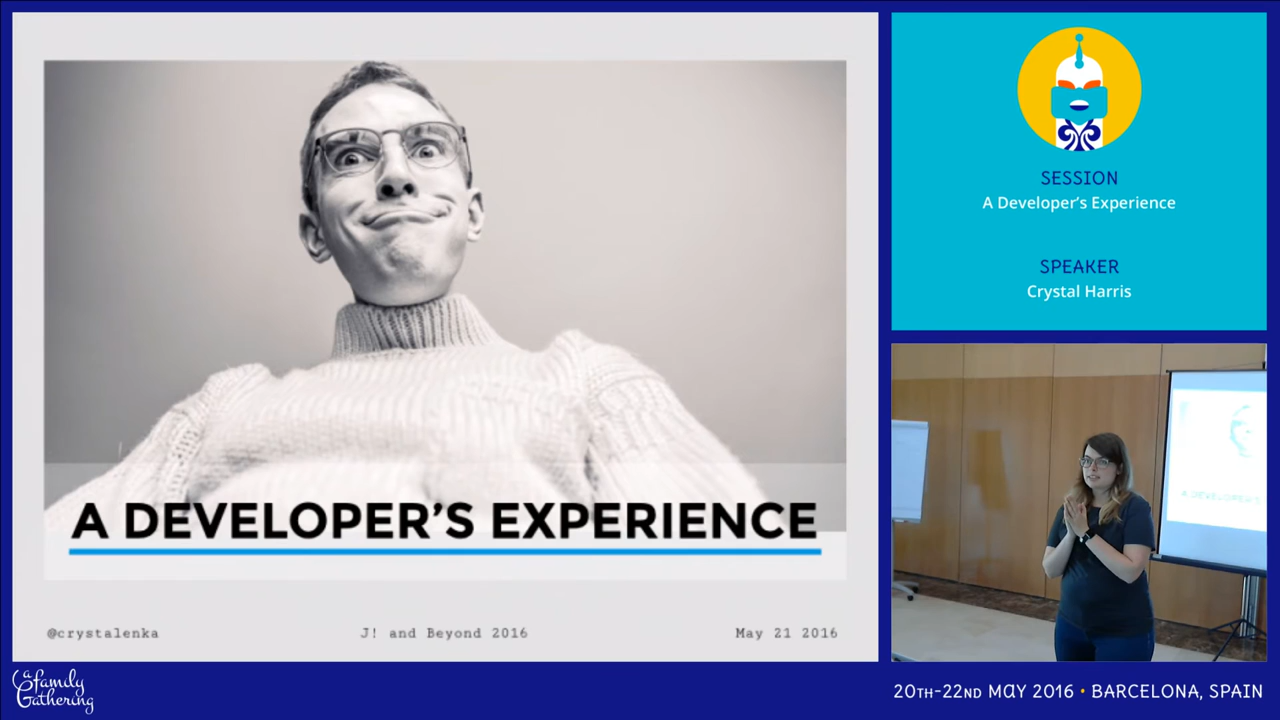 A DEVELOPER'S EXPERIENCE
@crystalenka
J! and Beyond 2016
May 21 2016
SESSION
A Developer's Experience
SPEAKER
Crystal Harris
A DEVELOPER'S
a family
Gathering
20TH-22ND MAY 2016 • BARCELONA, SPAIN